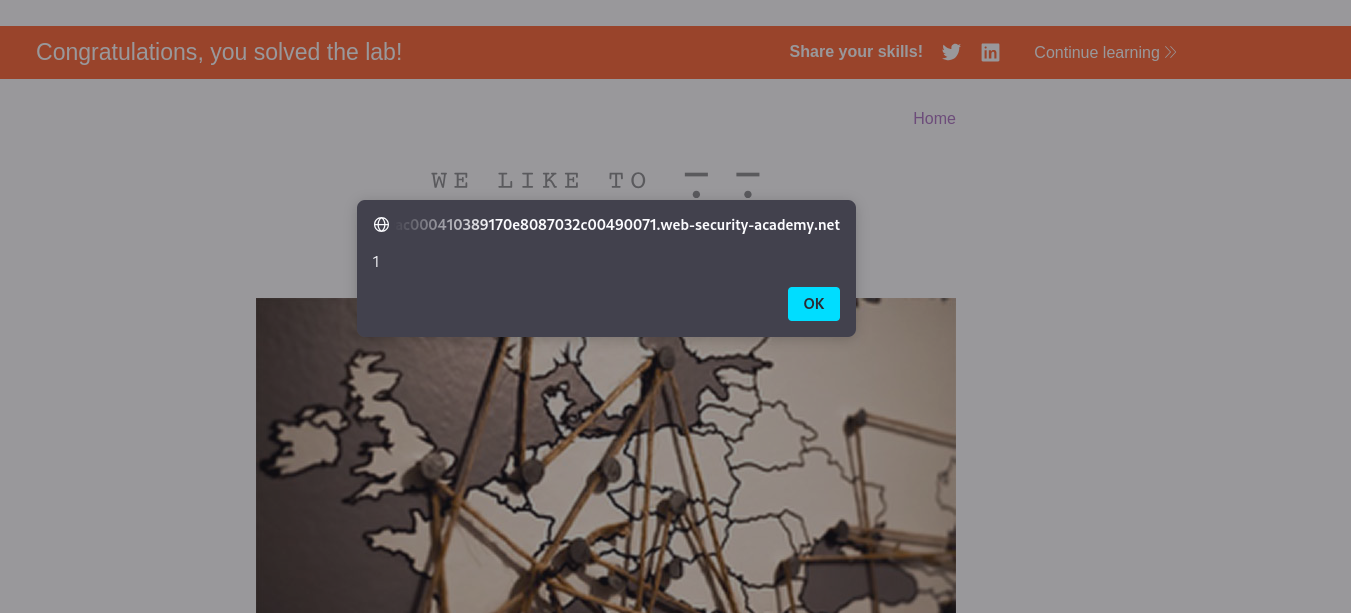 Congratulations, you solved the lab!
Share your skills!
Continue learning
Home
WE LIKE TO
ac000410389170e8087032c00490071.web-security-academy.net
1
OK